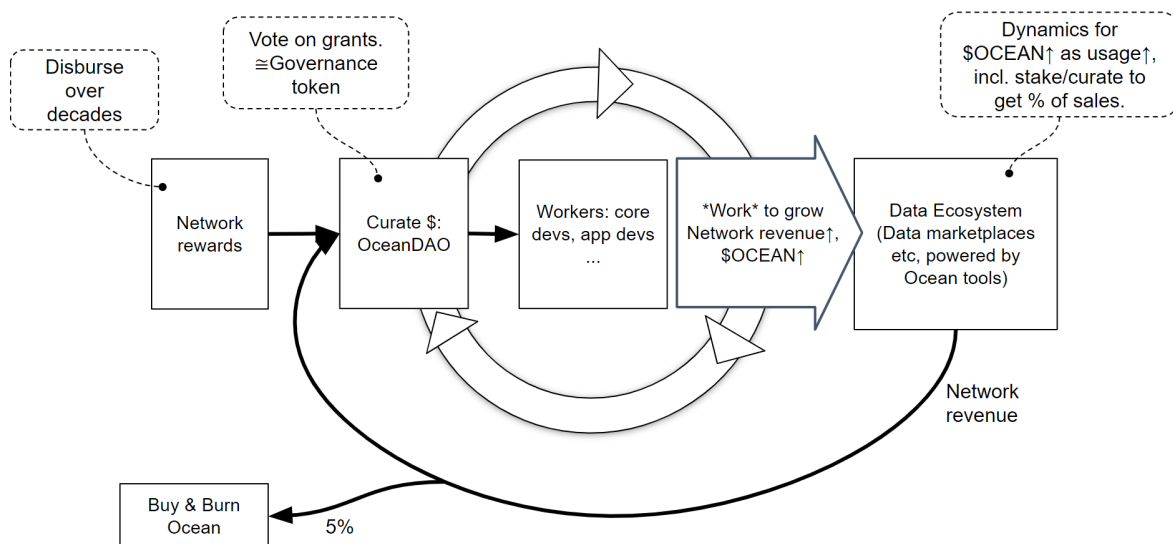 Disburse
over
decades
Vote on grants.
≅Governance
token
Dynamics for
$OCEAN↑ as usage↑,
incl. stake/curate to
get % of sales.
Network
rewards
Curate $:
OceanDAO
Workers: core
devs, app devs
...
*Work* to grow
Network revenue↑,
$OCEAN↑
Data Ecosystem
(Data marketplaces
etc, powered by
Ocean tools)
Network
revenue
Buy & Burn
Ocean
5%